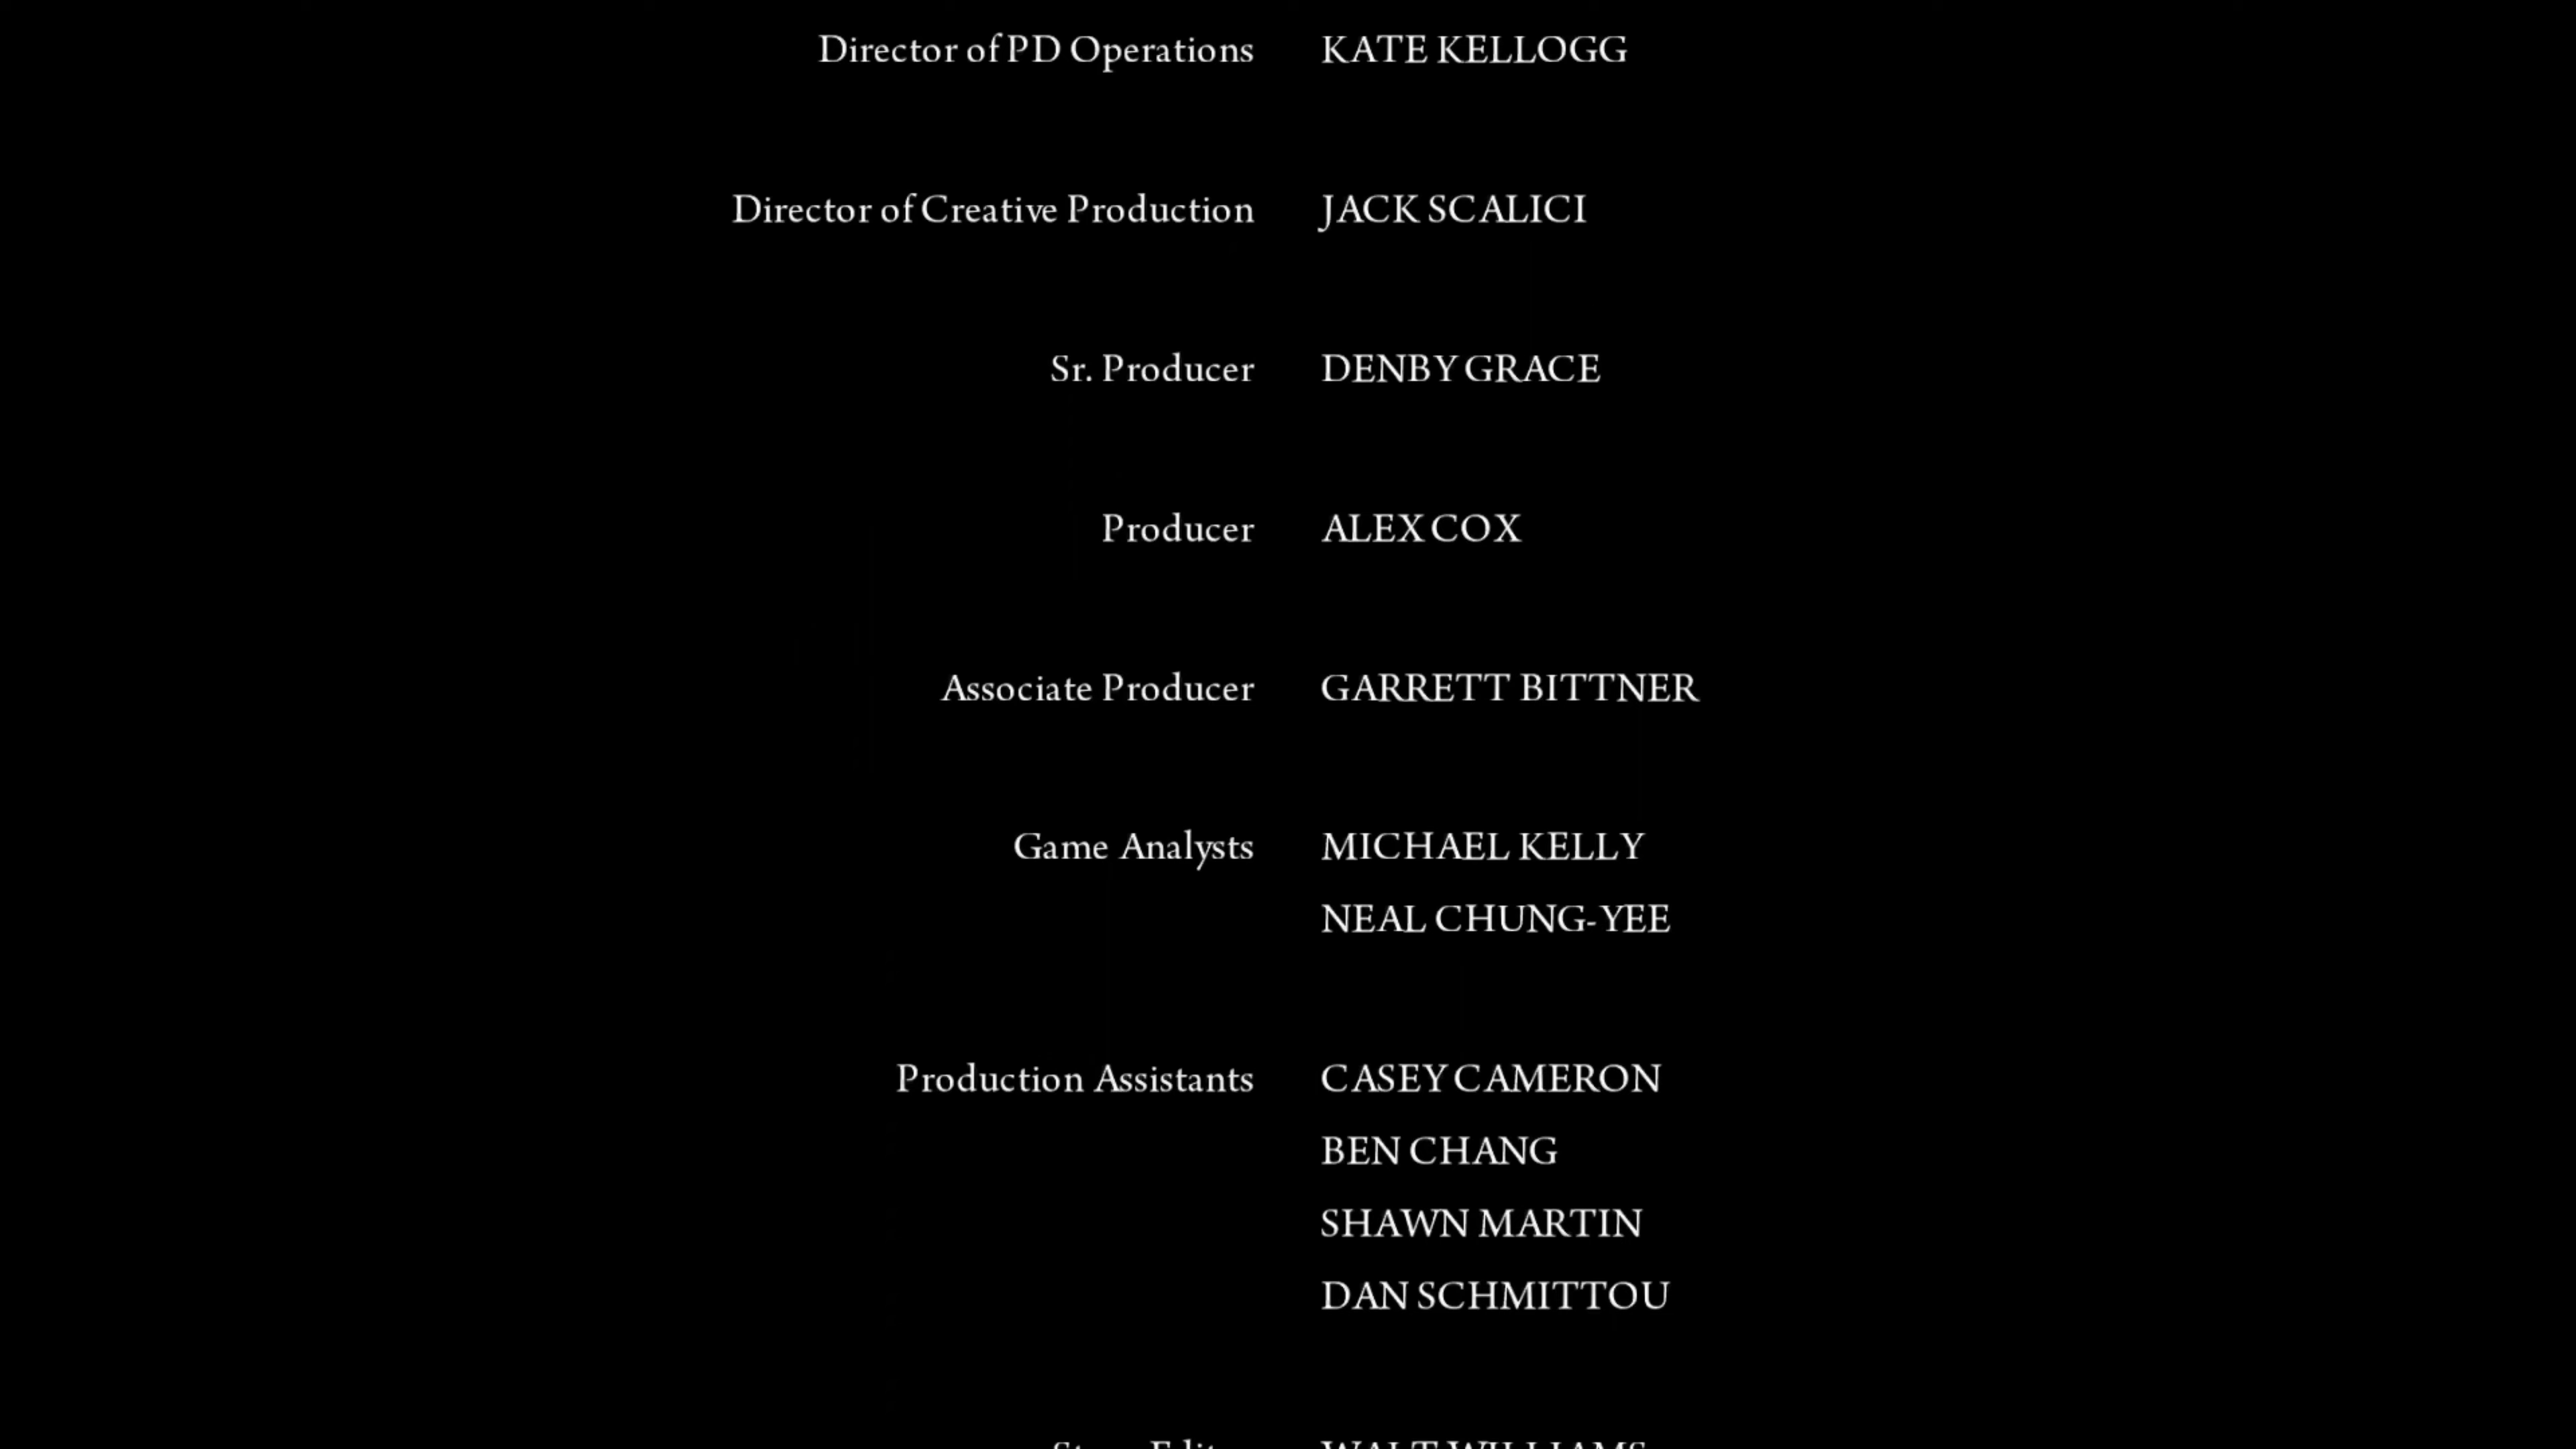 Director of PD Operations KATE KELLOGG
Director of Creative Production JACK SCALICI
Sr. Producer DENBY GRACE
Producer ALEX COX
Associate Producer GARRETT BITTNER
Game Analysts MICHAEL KELLY
NEAL CHUNG-YEE
Production Assistants CASEY CAMERON
BEN CHANG
SHAWN MARTIN
DAN SCHMITTOU
WALT WILLIAMS